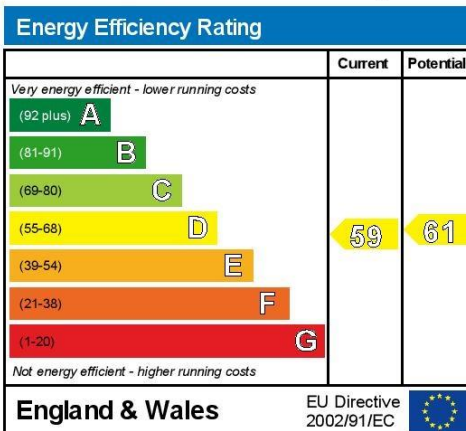 Energy Efficiency Rating
Current Potential
Very energy efficient - lower running costs
(92 plus) A
(81-91) B
(69-80) C
(55-68) D
59 61
(39-54) E
(21-38) F
(1-20) G
Not energy efficient - higher running costs
England & Wales
EU Directive
2002/91/EC